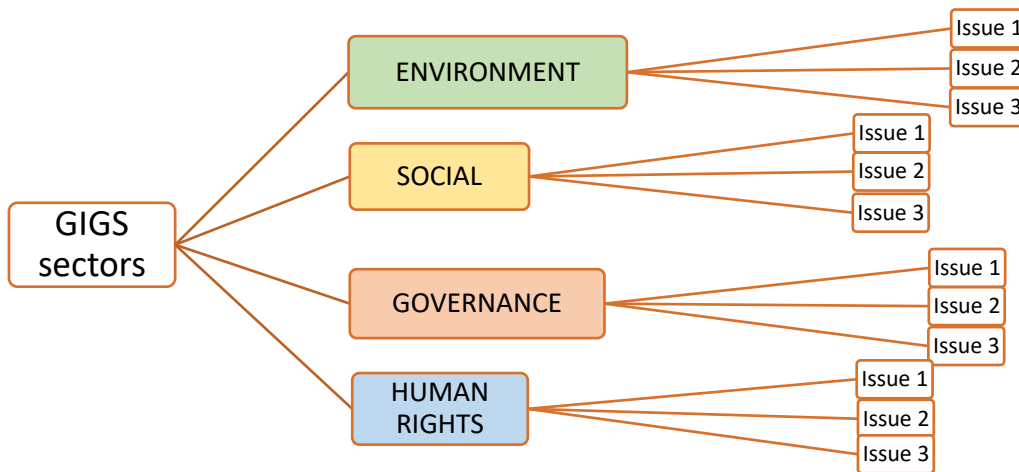 GIGS
sectors
ENVIRONMENT
Issue 1
Issue 2
Issue 3
SOCIAL
Issue 1
Issue 2
Issue 3
GOVERNANCE
Issue 1
Issue 2
Issue 3
HUMAN
RIGHTS
Issue 1
Issue 2
Issue 3